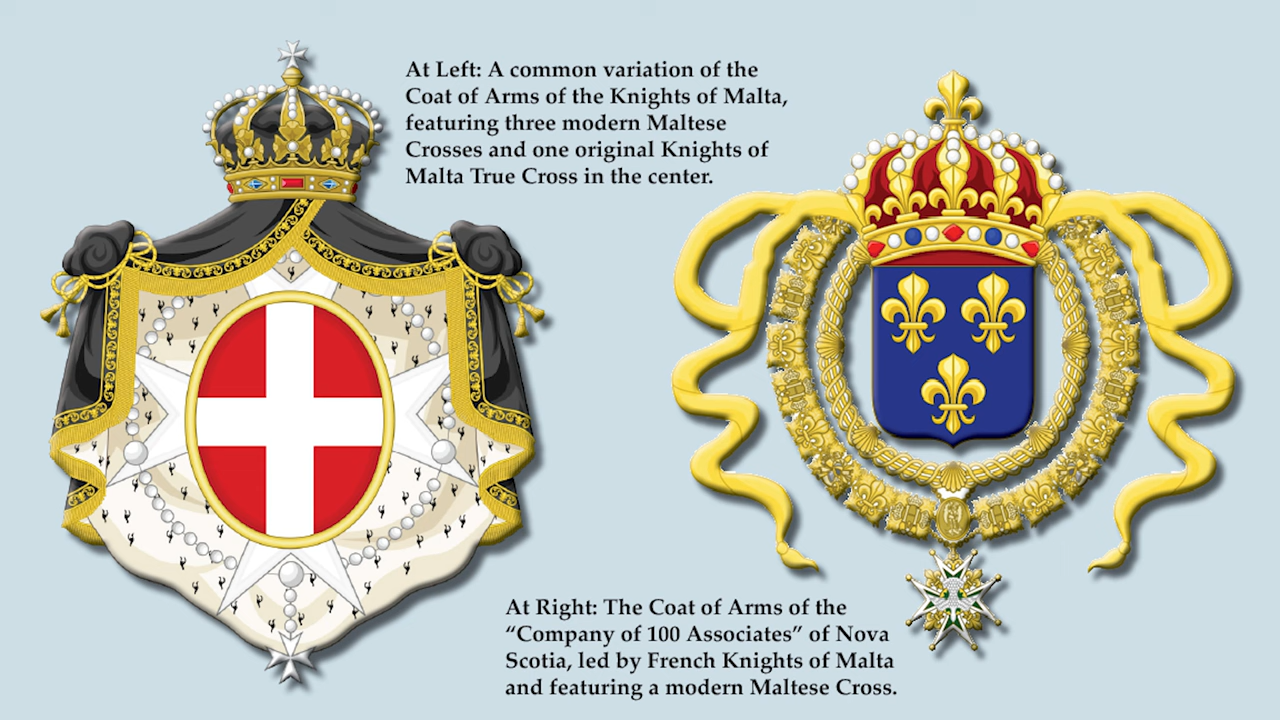 At Left: A common variation of the
Coat of Arms of the Knights of Malta,
featuring three modern Maltese
Crosses and one original Knights of
Malta True Cross in the center.
At Right: The Coat of Arms of the
“Company of 100 Associates” of Nova
Scotia, led by French Knights of Malta
and featuring a modern Maltese Cross.